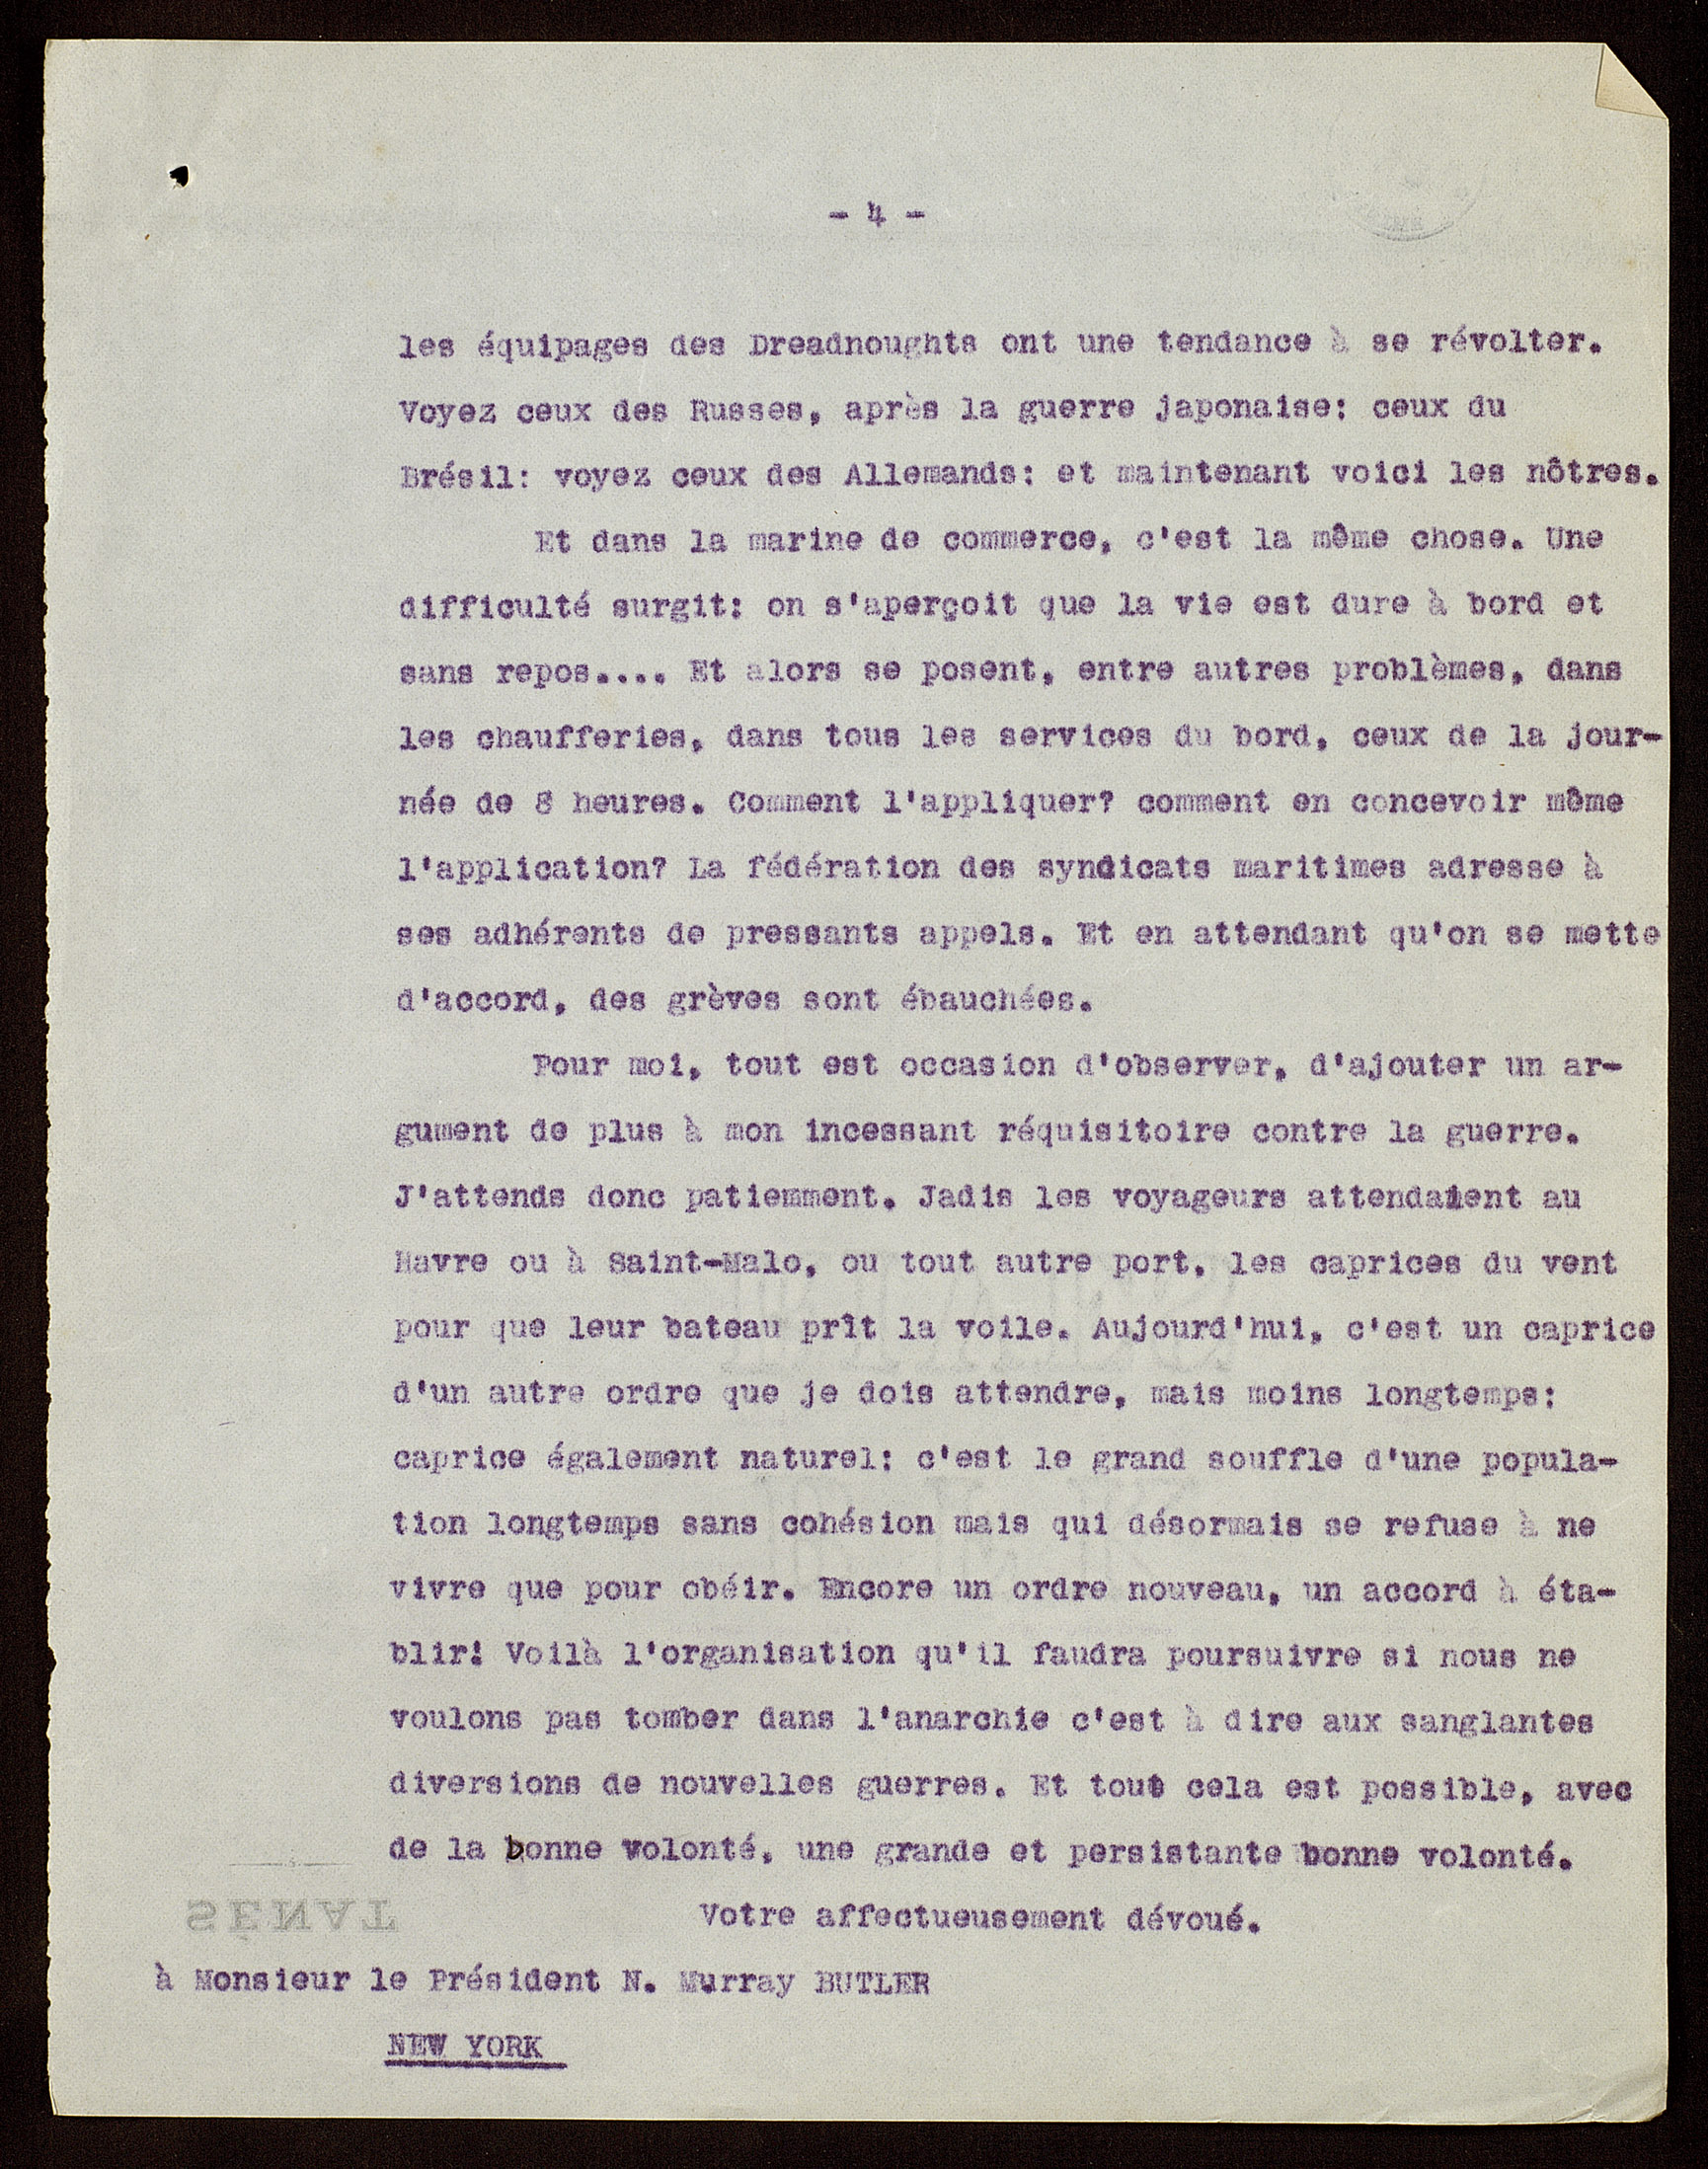 - 4 -
les équipages des Dreadnoughts ont une tendance à se révolter.
Voyez ceux des Russes, après la guerre japonaise: ceux du
Brésil: voyez ceux des Allemands: et maintenant voici les nôtres.
Et dans la marine de commerce, c'est la même chose. Une
difficulté surgit: on s'aperçoit que la vie est dure à bord et
sans repos.... Et alors se posent, entre autres problèmes, dans
les chaufferies, dans tous les services du bord, ceux de la jour-
née de 8 heures. Comment l'appliquer? comment en concevoir même
l'application? La fédération des syndicats maritimes adresse à
ses adhérents de pressants appels. Et en attendant qu'on se mette
d'accord, des grèves sont ébauchées.
Pour moi, tout est occasion d'observer, d'ajouter un ar-
gument de plus à mon incessant réquisitoire contre la guerre.
J'attends donc patiemment. Jadis les voyageurs attendaient au
Havre ou à Saint-Malo, ou tout autre port, les caprices du vent
pour que leur bateau prît la voile. Aujourd'hui, c'est un caprice
d'un autre ordre que je dois attendre, mais moins longtemps:
caprice également naturel: c'est le grand souffle d'une popula-
tion longtemps sans cohésion mais qui désormais se refuse à ne
vivre que pour obéir. Encore un ordre nouveau, un accord à éta-
blir! Voilà l'organisation qu'il faudra poursuivre si nous ne
voulons pas tomber dans l'anarchie c'est à dire aux sanglantes
diversions de nouvelles guerres. Et tout cela est possible, avec
de la bonne volonté, une grande et persistante bonne volonté.
SÉNAT
Votre affectueusement dévoué.
à Monsieur le Président N. Murray BUTLER
NEW YORK